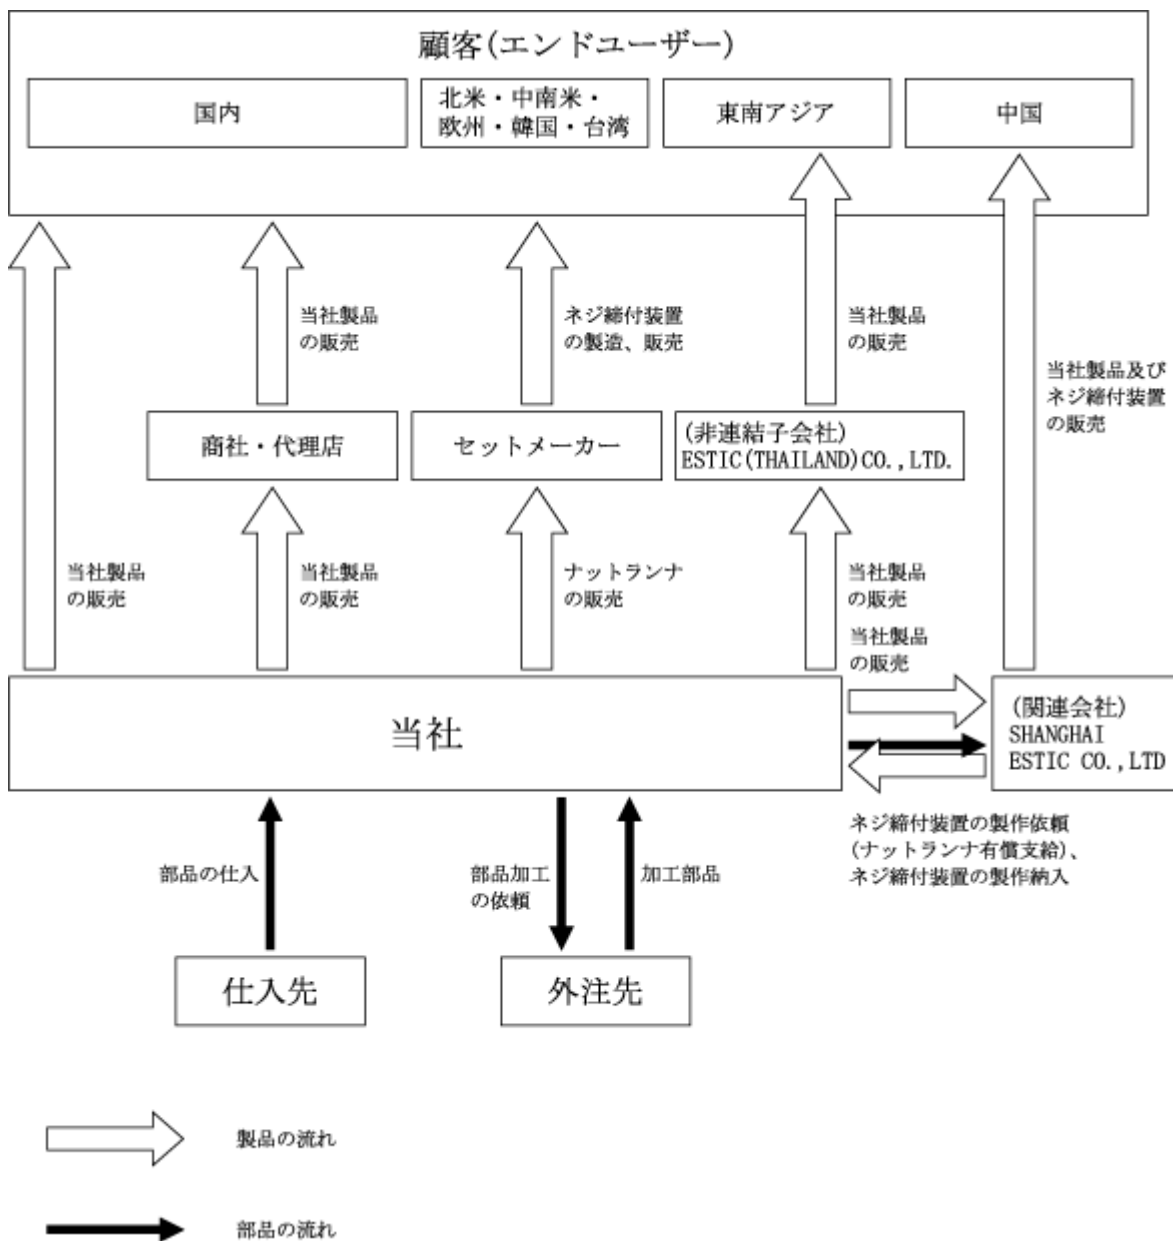 顧客(エンドユーザー)
国内
北米・中南米・
欧州・韓国・台湾
東南アジア
中国
当社製品
の販売
ネジ締付装置
の製造、販売
当社製品
の販売
当社製品及び
ネジ締付装置
の販売
商社・代理店
セットメーカー
(非連結子会社)
ESTIC(THAILAND)CO.,LTD.
当社製品
の販売
当社製品
の販売
ナットランナ
の販売
当社製品
の販売
当社製品
の販売
当社
(関連会社)
SHANGHAI
ESTIC CO.,LTD
ネジ締付装置の製作依頼
(ナットランナ有償支給)、
ネジ締付装置の製作納入
部品の仕入
部品加工
の依頼
加工部品
仕入先
外注先
製品の流れ
部品の流れ